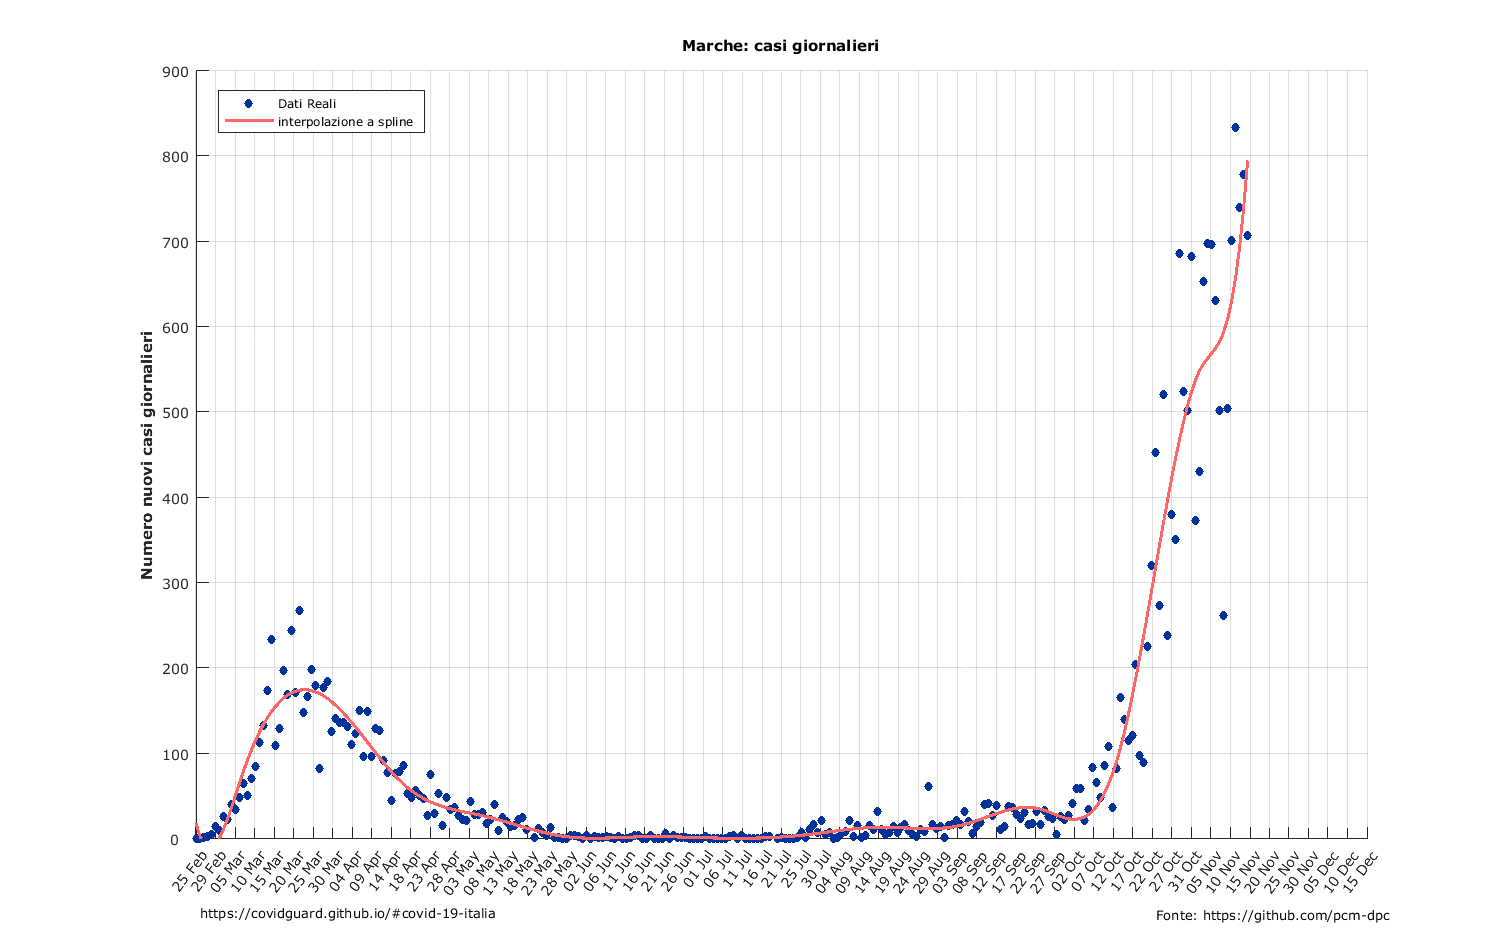 Marche: casi giornalieri
Dati Reali
interpolazione a spline
Numero nuovi casi giornalieri
900
800
700
600
500
400
300
200
100
0
25 Feb
29 Feb
05 Mar
10 Mar
15 Mar
20 Mar
25 Mar
30 Mar
04 Apr
09 Apr
14 Apr
18 Apr
23 Apr
28 Apr
03 May
08 May
13 May
18 May
23 May
28 May
02 Jun
06 Jun
11 Jun
16 Jun
21 Jun
26 Jun
01 Jul
06 Jul
11 Jul
16 Jul
21 Jul
25 Jul
30 Jul
04 Aug
09 Aug
14 Aug
19 Aug
24 Aug
29 Aug
03 Sep
08 Sep
12 Sep
17 Sep
22 Sep
27 Sep
02 Oct
07 Oct
12 Oct
17 Oct
22 Oct
27 Oct
31 Oct
05 Nov
10 Nov
15 Nov
20 Nov
25 Nov
30 Nov
05 Dec
10 Dec
15 Dec
https://covidguard.github.io/#covid-19-italia
Fonte: https://github.com/pcm-dpc